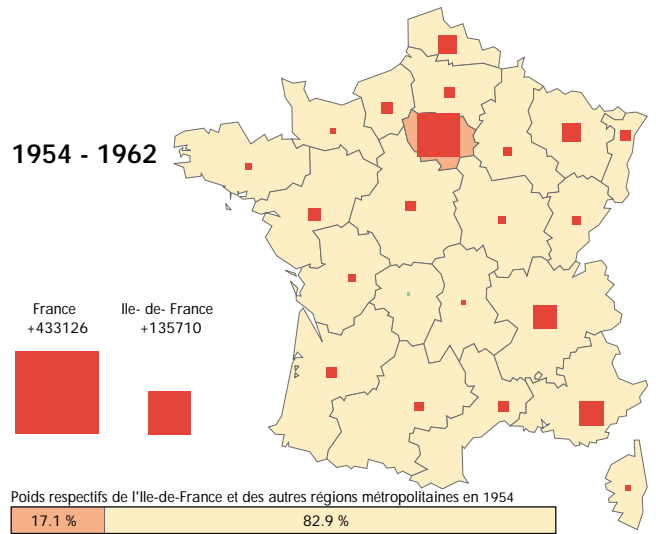 1954 - 1962
France
+433126
Ile- de- France
+135710
Poids respectifs de l'Ile-de-France et des autres régions métropolitaines en 1954
17.1 %
82.9 %